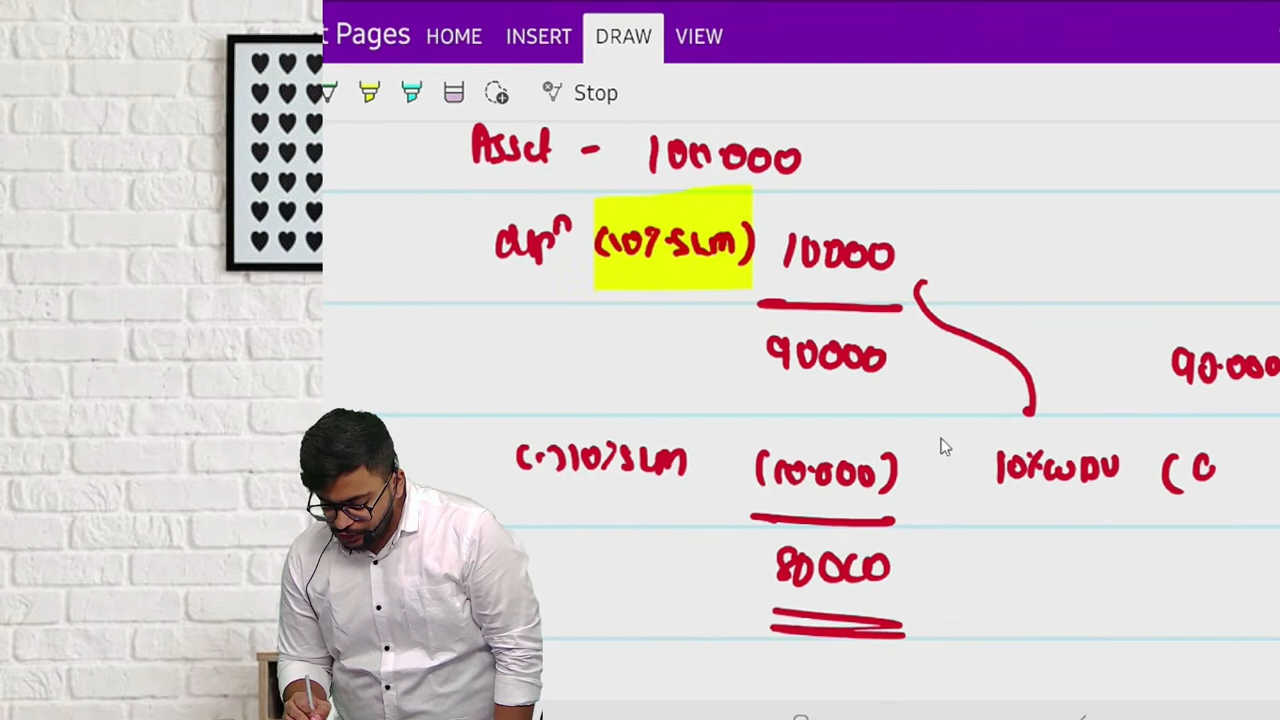 t Pages HOME INSERT DRAW VIEW
Stop
Asset - 100000
dpⁿ (10% SLM) 10000
90000 90000
(-) 10% SLM (10000) 10% WDV (
80000